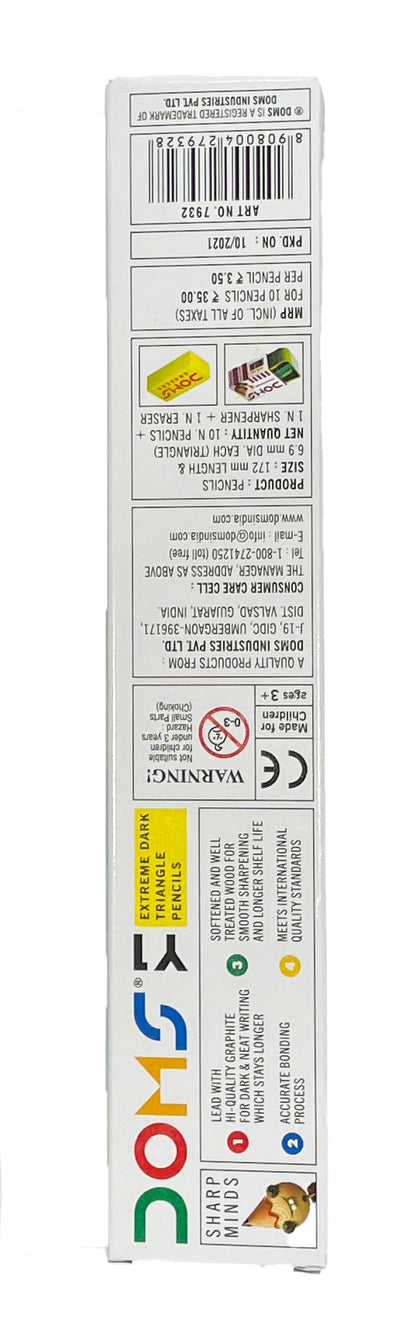 DOMS® Y1
EXTREME DARK
TRIANGLE
PENCILS
SHARP
MINDS
1 LEAD WITH
HI-QUALITY GRAPHITE
FOR DARK & NEAT WRITING
WHICH STAYS LONGER
2 ACCURATE BONDING
PROCESS
3 SOFTENED AND WELL
TREATED WOOD FOR
SMOOTH SHARPENING
AND LONGER SHELF LIFE
4 MEETS INTERNATIONAL
QUALITY STANDARDS
CE
Made for
Children
ages 3+
WARNING!
0-3
Not suitable
for children
under 3 years
Hazard :
Small Parts
(Choking)
A QUALITY PRODUCTS FROM :
DOMS INDUSTRIES PVT. LTD.
J-19, GIDC, UMBERGAON-396171,
DIST. VALSAD, GUJARAT, INDIA.
CONSUMER CARE CELL :
THE MANAGER, ADDRESS AS ABOVE
Tel : 1-800-2741250 (toll free)
E-mail : info@domsindia.com
www.domsindia.com
PRODUCT : PENCILS
SIZE : 172 mm LENGTH &
6.9 mm DIA. EACH (TRIANGLE)
NET QUANTITY : 10 N. PENCILS +
1 N. SHARPENER + 1 N. ERASER
DOMS
DOMS
MRP (INCL. OF ALL TAXES)
FOR 10 PENCILS ₹ 35.00
PER PENCIL ₹ 3.50
PKD. ON : 10/2021
ART NO. 7932
8 908004 279328
® DOMS IS A REGISTERED TRADEMARK OF
DOMS INDUSTRIES PVT. LTD.